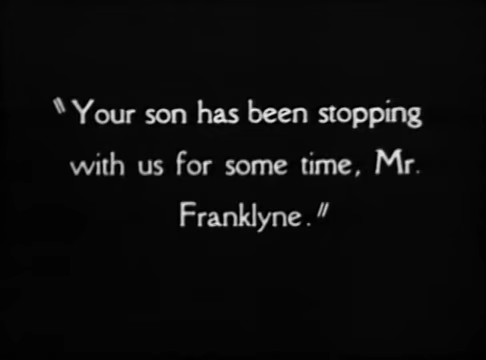 "Your son has been stopping
with us for some time, Mr.
Franklyne."